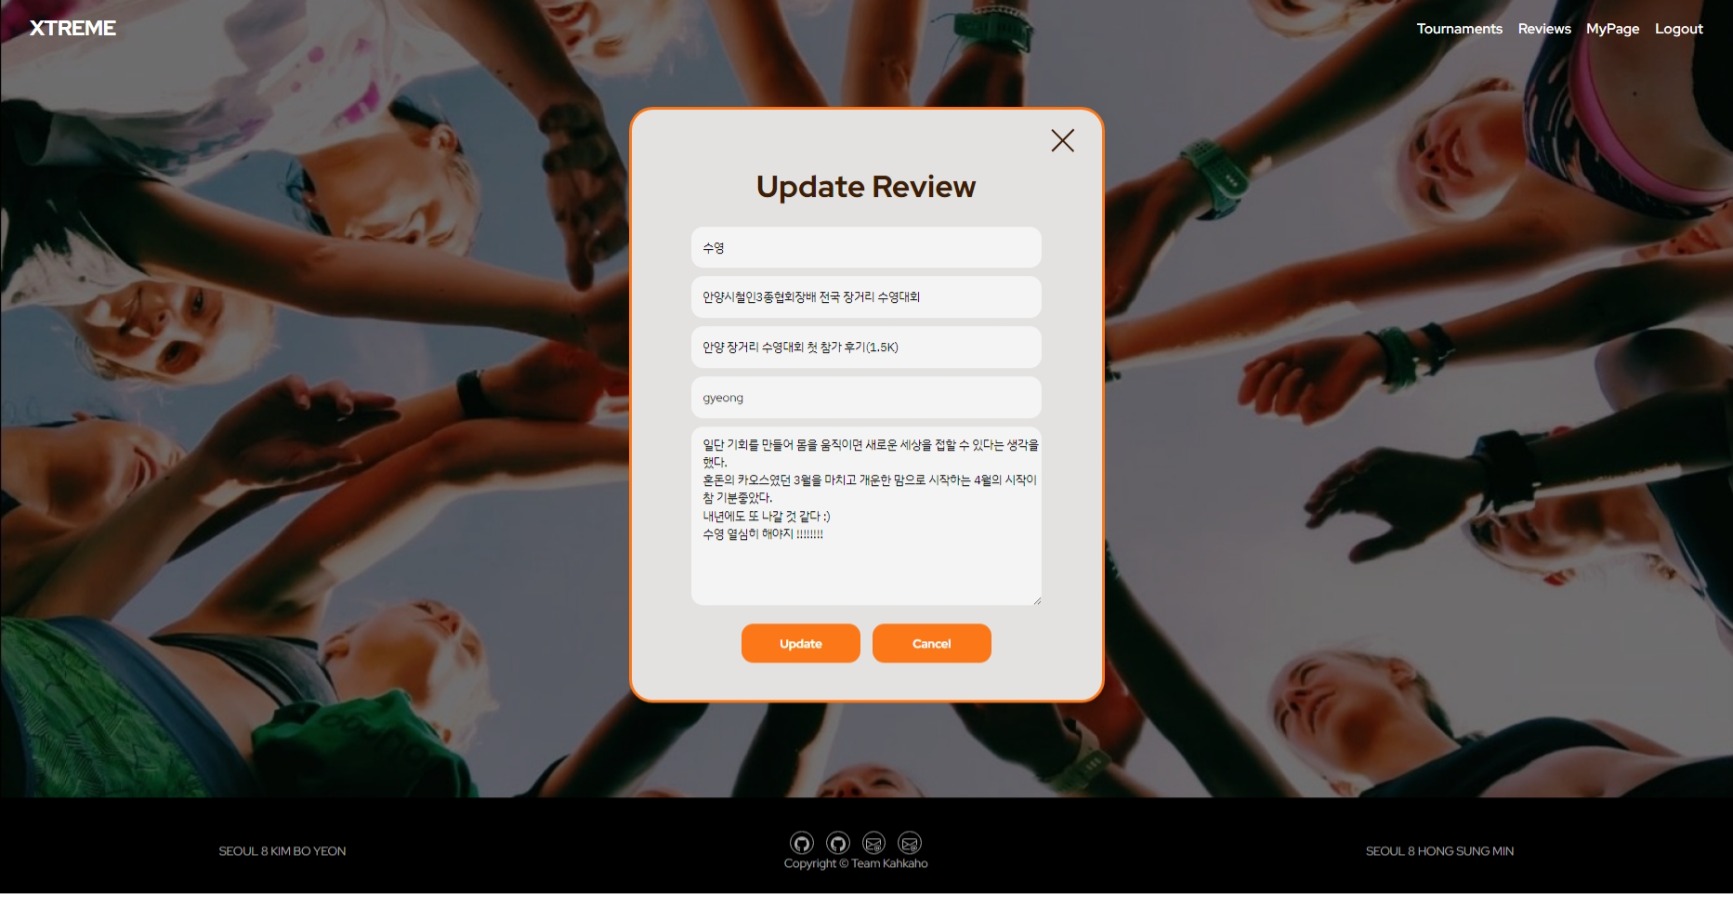 XTREME
Tournaments Reviews MyPage Logout
Update Review
수영
안양시철인3종협회장배 전국 장거리 수영대회
안양 장거리 수영대회 첫 참가 후기(1.5K)
gyeong
일단 기회를 만들어 몸을 움직이면 새로운 세상을 접할 수 있다는 생각을
했다.
혼돈의 카오스였던 3월을 마치고 개운한 맘으로 시작하는 4월의 시작이
참 기분좋았다.
내년에도 또 나갈 것 같다 :)
수영 열심히 해야지 !!!!!!!!
Update Cancel
SEOUL 8 KIM BO YEON
Copyright © Team Kahkaho
SEOUL 8 HONG SUNG MIN